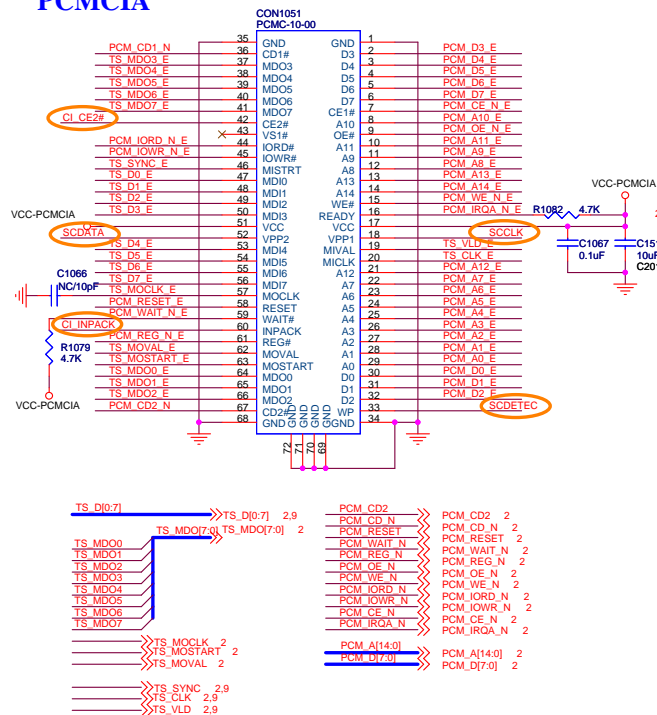 PCMCIA
CON1051
PCMC-10-00
35 GND GND 1
PCM_CD1_N 36 CD1# D3 2 PCM_D3_E
TS_MDO3_E 37 MDO3 D4 3 PCM_D4_E
TS_MDO4_E 38 MDO4 D5 4 PCM_D5_E
TS_MDO5_E 39 MDO5 D6 5 PCM_D6_E
TS_MDO6_E 40 MDO6 D7 6 PCM_D7_E
TS_MDO7_E 41 MDO7 CE1# 7 PCM_CE_N_E
CI_CE2# 42 CE2# A10 8 PCM_A10_E
43 VS1# OE# 9 PCM_OE_N_E
PCM_IORD_N_E 44 IORD# A11 10 PCM_A11_E
PCM_IOWR_N_E 45 IOWR# A9 11 PCM_A9_E
TS_SYNC_E 46 MISTRT A8 12 PCM_A8_E
TS_D0_E 47 MDI0 A13 13 PCM_A13_E
TS_D1_E 48 MDI1 A14 14 PCM_A14_E
TS_D2_E 49 MDI2 WE# 15 PCM_WE_N_E
TS_D3_E 50 MDI3 READY 16 PCM_IRQA_N_E R1082 4.7K VCC-PCMCIA
VCC-PCMCIA 51 VCC VCC 17
SCDATA 52 VPP2 VPP1 18 SCCLK
TS_D4_E 53 MDI4 MIVAL 19 TS_VLD_E
TS_D5_E 54 MDI5 MICLK 20 TS_CLK_E
TS_D6_E 55 MDI6 A12 21 PCM_A12_E
TS_D7_E 56 MDI7 A7 22 PCM_A7_E
TS_MOCLK_E 57 MOCLK A6 23 PCM_A6_E
PCM_RESET_E 58 RESET A5 24 PCM_A5_E
PCM_WAIT_N_E 59 WAIT# A4 25 PCM_A4_E
CI_INPACK 60 INPACK A3 26 PCM_A3_E
PCM_REG_N_E 61 REG# A2 27 PCM_A2_E
TS_MOVAL_E 62 MOVAL A1 28 PCM_A1_E
TS_MOSTART_E 63 MOSTART A0 29 PCM_A0_E
TS_MDO0_E 64 MDO0 D0 30 PCM_D0_E
TS_MDO1_E 65 MDO1 D1 31 PCM_D1_E
TS_MDO2_E 66 MDO2 D2 32 PCM_D2_E
PCM_CD2_N 67 CD2# WP 33 SCDETEC
68 GND GND 34
GND GND GND GND
72 71 70 69
C1066
NC/10pF
R1079
4.7K
VCC-PCMCIA
C1067
0.1uF
10uF
TS_D[0:7] TS_D[0:7] 2,9
TS_MDO[7:0] TS_MDO[7:0] 2
TS_MDO0
TS_MDO1
TS_MDO2
TS_MDO3
TS_MDO4
TS_MDO5
TS_MDO6
TS_MDO7
TS_MOCLK 2
TS_MOSTART 2
TS_MOVAL 2
TS_SYNC 2,9
TS_CLK 2,9
TS_VLD 2,9
PCM_CD2 PCM_CD2 2
PCM_CD_N PCM_CD_N 2
PCM_RESET PCM_RESET 2
PCM_WAIT_N PCM_WAIT_N 2
PCM_REG_N PCM_REG_N 2
PCM_OE_N PCM_OE_N 2
PCM_WE_N PCM_WE_N 2
PCM_IORD_N PCM_IORD_N 2
PCM_IOWR_N PCM_IOWR_N 2
PCM_CE_N PCM_CE_N 2
PCM_IRQA_N PCM_IRQA_N 2
PCM_A[14:0] PCM_A[14:0] 2
PCM_D[7:0] PCM_D[7:0] 2